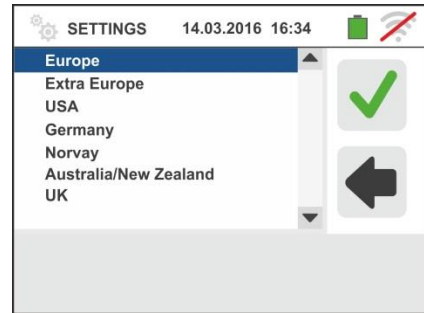 SETTINGS 14.03.2016 16:34
Europe
Extra Europe
USA
Germany
Norvay
Australia/New Zealand
UK